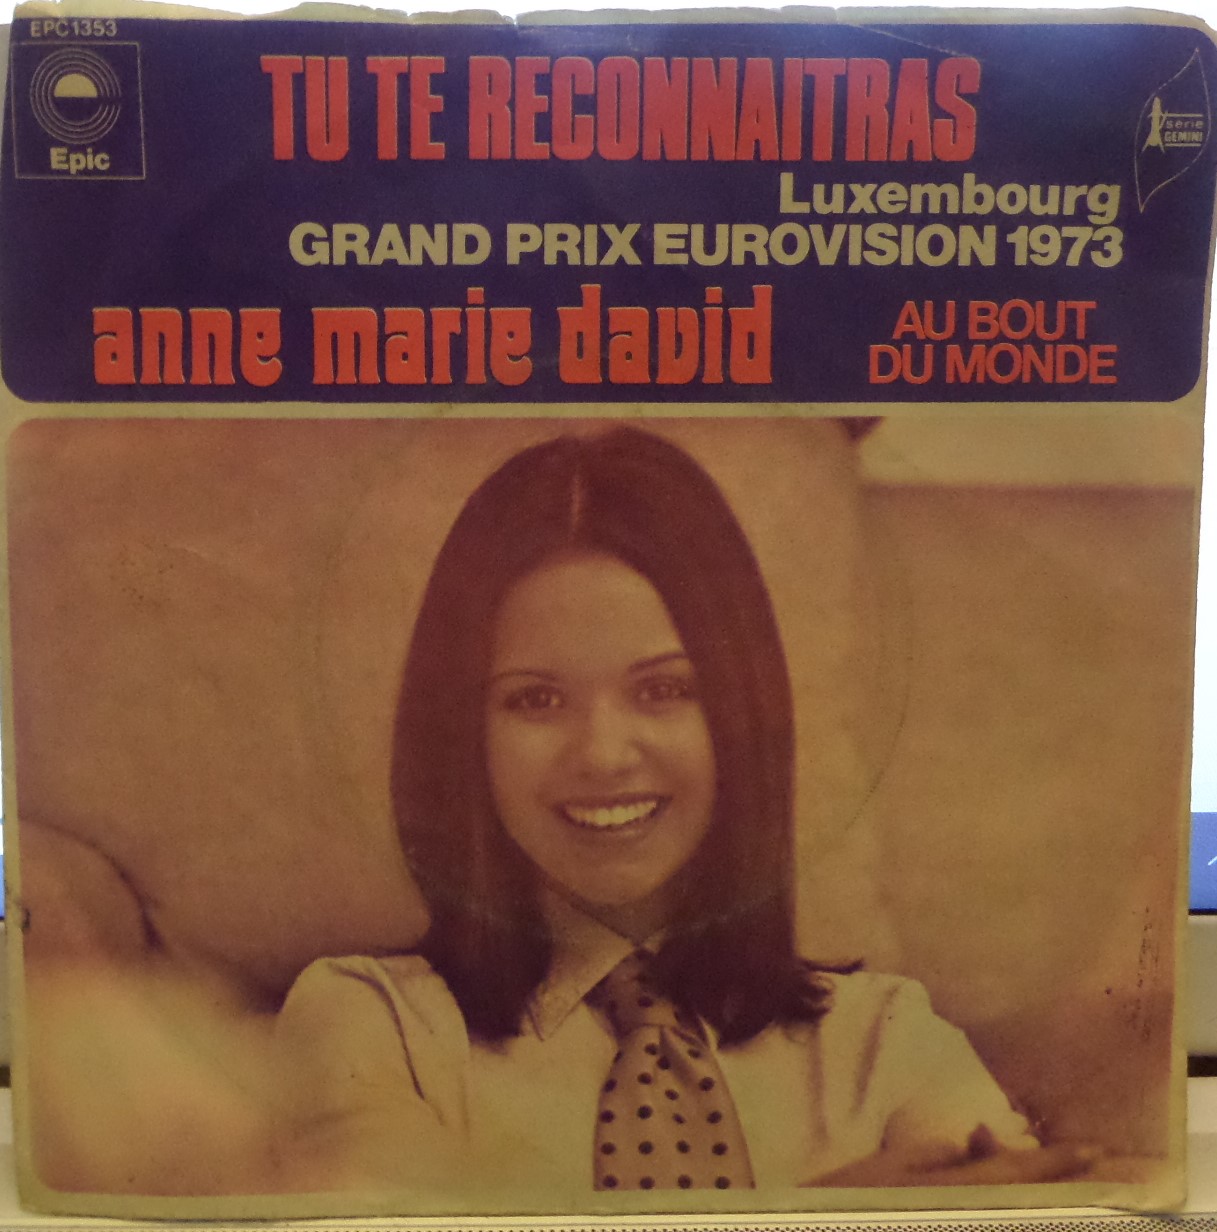 EPC1353
Epic
TU TE RECONNAITRAS
série
GEMINI
Luxembourg
GRAND PRIX EUROVISION 1973
anne marie david
AU BOUT
DU MONDE